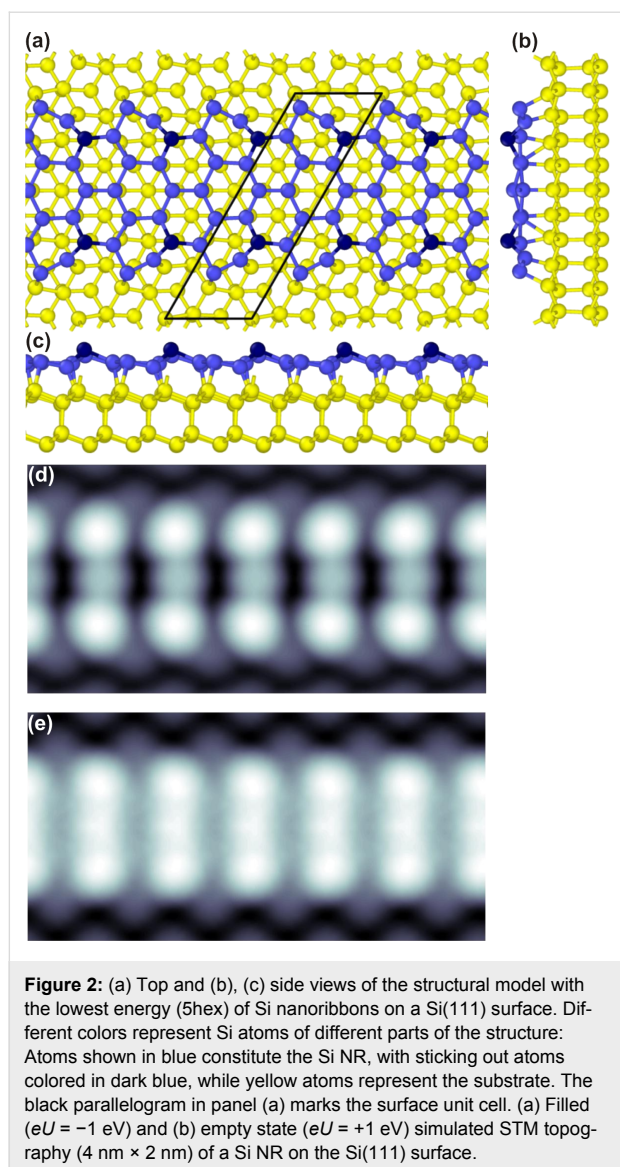 (a)
(b)
(c)
(d)
(e)
Figure 2: (a) Top and (b), (c) side views of the structural model with
the lowest energy (5hex) of Si nanoribbons on a Si(111) surface. Dif-
ferent colors represent Si atoms of different parts of the structure:
Atoms shown in blue constitute the Si NR, with sticking out atoms
colored in dark blue, while yellow atoms represent the substrate. The
black parallelogram in panel (a) marks the surface unit cell. (a) Filled
(eU = −1 eV) and (b) empty state (eU = +1 eV) simulated STM topog-
raphy (4 nm × 2 nm) of a Si NR on the Si(111) surface.